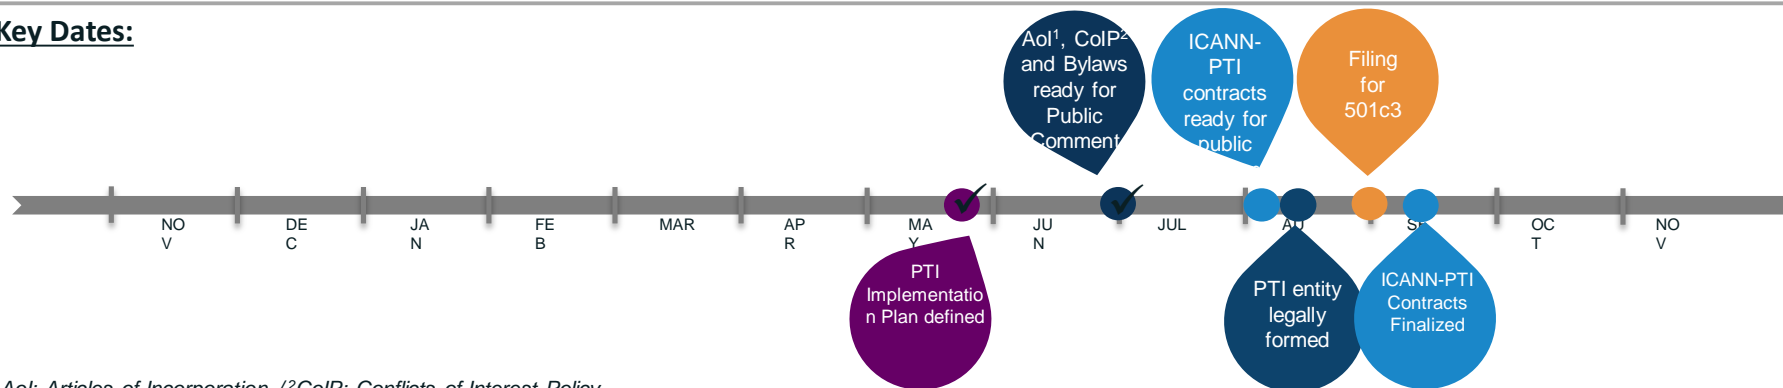 Key Dates:
AoI¹, CoIP²
and Bylaws
ready for
Public
Comment
ICANN-
PTI
contracts
ready for
public
Filing
for
501c3
NO
V
DE
C
JA
N
FE
B
MAR
AP
R
MA
Y
JU
N
JUL
AU
OC
T
NO
V
PTI
Implementatio
n Plan defined
PTI entity
legally
formed
ICANN-PTI
Contracts
Finalized
AoI: Articles of Incorporation / ²CoIP: Conflicts of Interest Policy